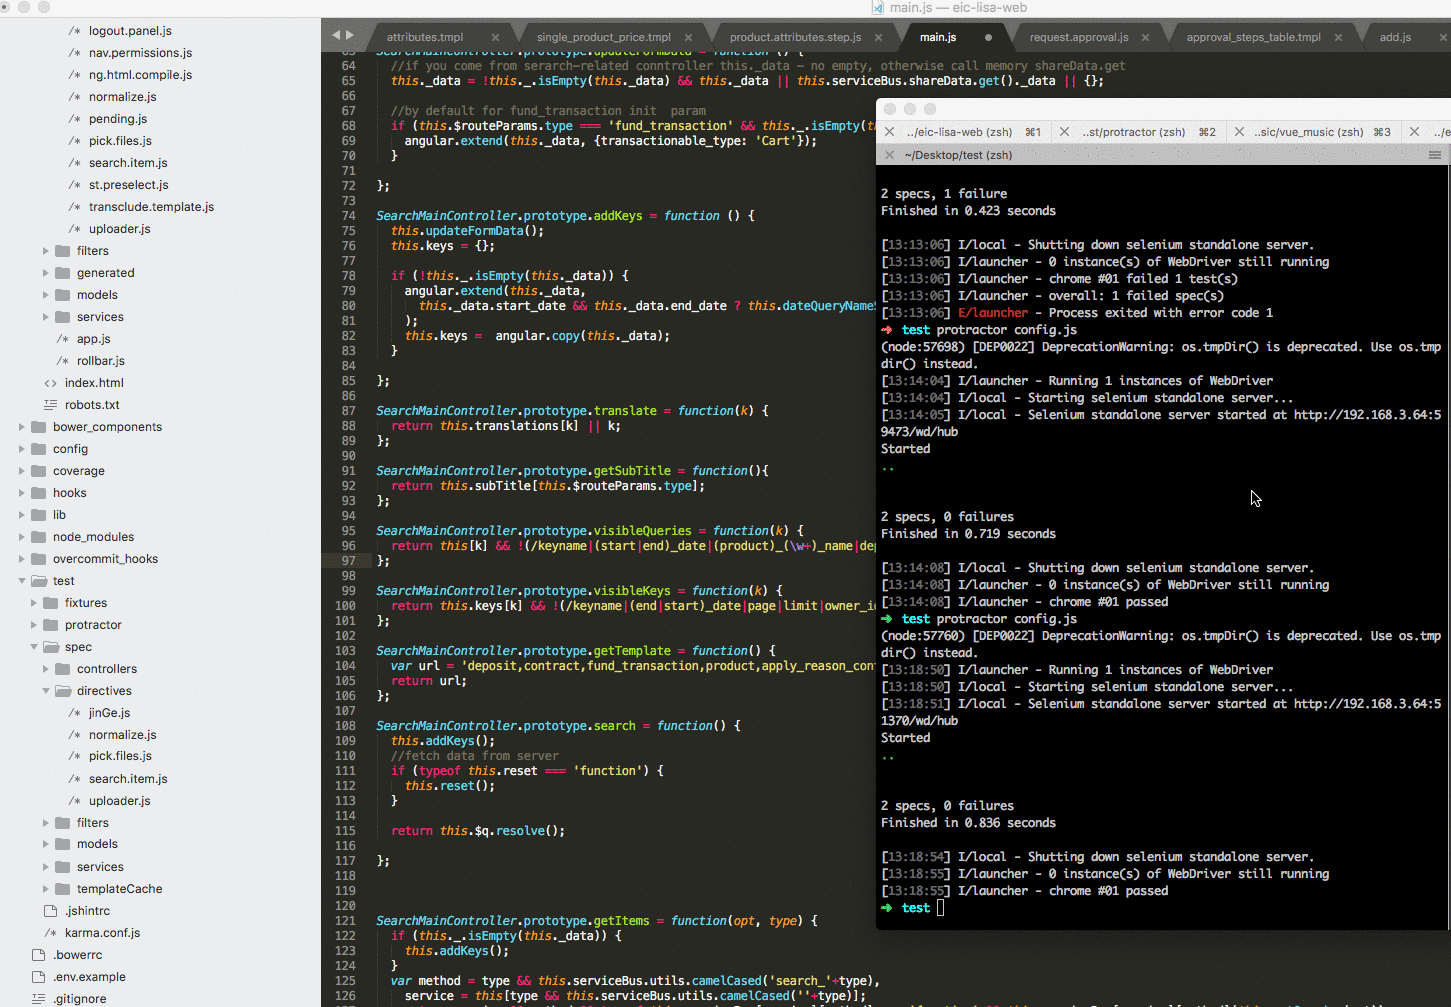 main.js — eic-lisa-web
logout.panel.js
nav.permissions.js
ng.html.compile.js
normalize.js
pending.js
pick.files.js
search.item.js
st.preselect.js
transclude.template.js
uploader.js
filters
generated
models
services
app.js
rollbar.js
index.html
robots.txt
bower_components
config
coverage
hooks
lib
node_modules
overcommit_hooks
test
fixtures
protractor
spec
controllers
directives
jinGe.js
normalize.js
pick.files.js
search.item.js
uploader.js
filters
models
services
templateCache
.jshintrc
karma.conf.js
.bowerrc
.env.example
.gitignore
attributes.tmpl
single_product_price.tmpl
product.attributes.step.js
main.js
request.approval.js
approval_steps_table.tmpl
add.js
64 //if you come from serarch-related conntroller this._data - no empty, otherwise call memory shareData.get
65 this._data = !this._.isEmpty(this._data) && this._data || this.serviceBus.shareData.get()._data || {};
66
67 //by default for fund_transaction init  param
68 if (this.$routeParams.type === 'fund_transaction' && this._.isEmpty(th
69 angular.extend(this._data, {transactionable_type: 'Cart'});
70 }
71
72 };
73
74 SearchMainController.prototype.addKeys = function () {
75 this.updateFormData();
76 this.keys = {};
77
78 if (!this._.isEmpty(this._data)) {
79 angular.extend(this._data,
80 this._data.start_date && this._data.end_date ? this.dateQueryNameS
81 );
82 this.keys =  angular.copy(this._data);
83 }
84
85 };
86
87 SearchMainController.prototype.translate = function(k) {
88 return this.translations[k] || k;
89 };
90
91 SearchMainController.prototype.getSubTitle = function(){
92 return this.subTitle[this.$routeParams.type];
93 };
94
95 SearchMainController.prototype.visibleQueries = function(k) {
96 return this[k] && !(/keyname|(start|end)_date|(product)_(\w+)_name|dep
97 };
98
99 SearchMainController.prototype.visibleKeys = function(k) {
100 return this.keys[k] && !(/keyname|(end|start)_date|page|limit|owner_i
101 };
102
103 SearchMainController.prototype.getTemplate = function() {
104 var url = 'deposit,contract,fund_transaction,product,apply_reason_con
105 return url;
106 };
107
108 SearchMainController.prototype.search = function() {
109 this.addKeys();
110 //fetch data from server
111 if (typeof this.reset === 'function') {
112 this.reset();
113 }
114
115 return this.$q.resolve();
116
117 };
118
119
120
121 SearchMainController.prototype.getItems = function(opt, type) {
122 if (this._.isEmpty(this._data)) {
123 this.addKeys();
124 }
125 var method = type && this.serviceBus.utils.camelCased('search_'+type),
126 service = this[type && this.serviceBus.utils.camelCased(''+type)];
../eic-lisa-web (zsh) ⌘1
..st/protractor (zsh) ⌘2
..sic/vue_music (zsh) ⌘3
../e
~/Desktop/test (zsh)
2 specs, 1 failure
Finished in 0.423 seconds
[13:13:06] I/local - Shutting down selenium standalone server.
[13:13:06] I/launcher - 0 instance(s) of WebDriver still running
[13:13:06] I/launcher - chrome #01 failed 1 test(s)
[13:13:06] I/launcher - overall: 1 failed spec(s)
[13:13:06] E/launcher - Process exited with error code 1
➜ test protractor config.js
(node:57698) [DEP0022] DeprecationWarning: os.tmpDir() is deprecated. Use os.tmp
dir() instead.
[13:14:04] I/launcher - Running 1 instances of WebDriver
[13:14:04] I/local - Starting selenium standalone server...
[13:14:05] I/local - Selenium standalone server started at http://192.168.3.64:5
9473/wd/hub
Started
..
2 specs, 0 failures
Finished in 0.719 seconds
[13:14:08] I/local - Shutting down selenium standalone server.
[13:14:08] I/launcher - 0 instance(s) of WebDriver still running
[13:14:08] I/launcher - chrome #01 passed
➜ test protractor config.js
(node:57760) [DEP0022] DeprecationWarning: os.tmpDir() is deprecated. Use os.tmp
dir() instead.
[13:18:50] I/launcher - Running 1 instances of WebDriver
[13:18:50] I/local - Starting selenium standalone server...
[13:18:51] I/local - Selenium standalone server started at http://192.168.3.64:5
1370/wd/hub
Started
..
2 specs, 0 failures
Finished in 0.836 seconds
[13:18:54] I/local - Shutting down selenium standalone server.
[13:18:55] I/launcher - 0 instance(s) of WebDriver still running
[13:18:55] I/launcher - chrome #01 passed
➜ test